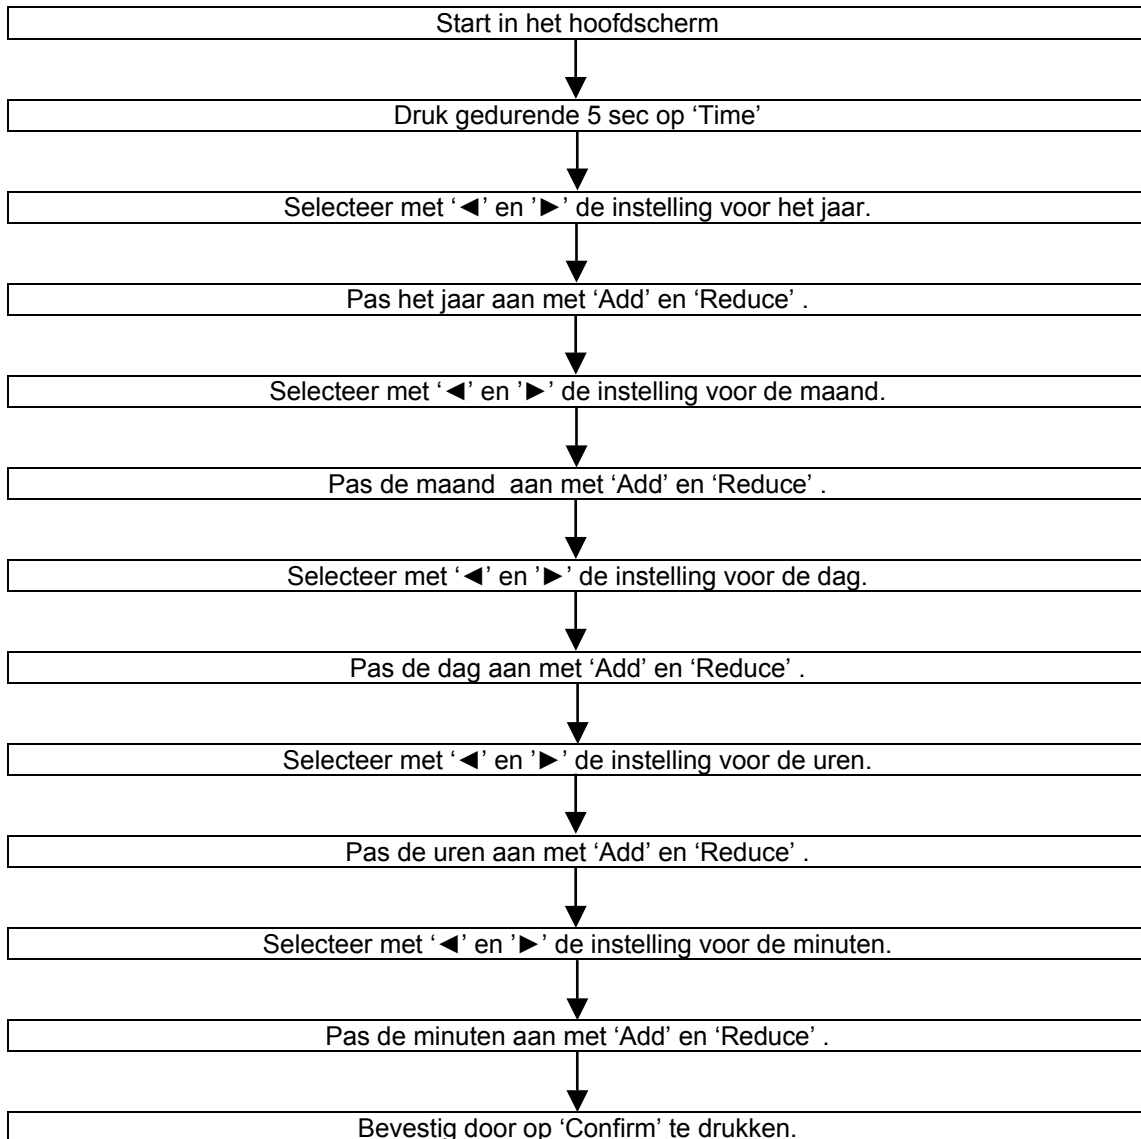 Start in het hoofdscherm
Druk gedurende 5 sec op ‘Time’
Selecteer met ‘◄’ en ’►’ de instelling voor het jaar.
Pas het jaar aan met ‘Add’ en ‘Reduce’ .
Selecteer met ‘◄’ en ’►’ de instelling voor de maand.
Pas de maand  aan met ‘Add’ en ‘Reduce’ .
Selecteer met ‘◄’ en ’►’ de instelling voor de dag.
Pas de dag aan met ‘Add’ en ‘Reduce’ .
Selecteer met ‘◄’ en ’►’ de instelling voor de uren.
Pas de uren aan met ‘Add’ en ‘Reduce’ .
Selecteer met ‘◄’ en ’►’ de instelling voor de minuten.
Pas de minuten aan met ‘Add’ en ‘Reduce’ .
Bevestig door op ‘Confirm’ te drukken.